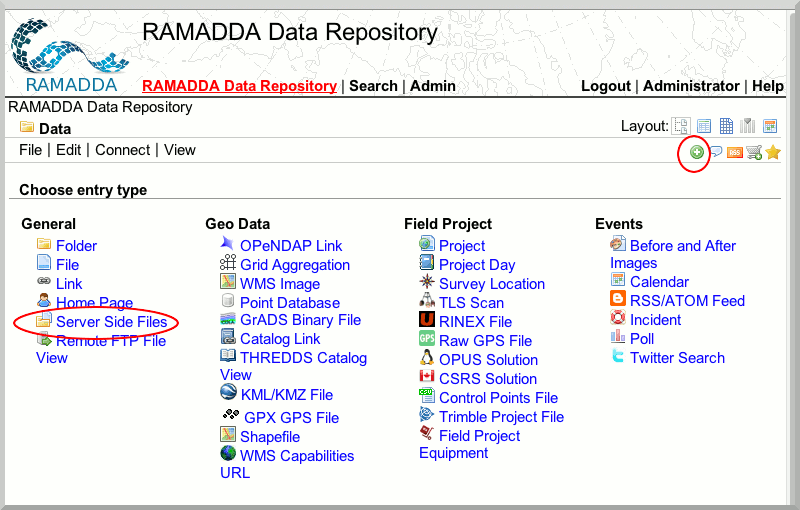 RAMADDA Data Repository
RAMADDA
RAMADDA Data Repository | Search | Admin
Logout | Administrator | Help
RAMADDA Data Repository
Data
Layout:
File | Edit | Connect | View
RSS
Choose entry type
General
Folder
File
Link
Home Page
Server Side Files
Remote FTP File
View
Geo Data
OPeNDAP Link
Grid Aggregation
WMS Image
Point Database
GrADS Binary File
Catalog Link
THREDDS Catalog
View
KML/KMZ File
GPX GPS File
Shapefile
WMS Capabilities
URL
Field Project
Project
Project Day
Survey Location
TLS Scan
RINEX File
GPS Raw GPS File
OPUS Solution
CSRS Solution
Control Points File
Trimble Project File
Field Project
Equipment
Events
Before and After
Images
Calendar
RSS/ATOM Feed
Incident
Poll
Twitter Search